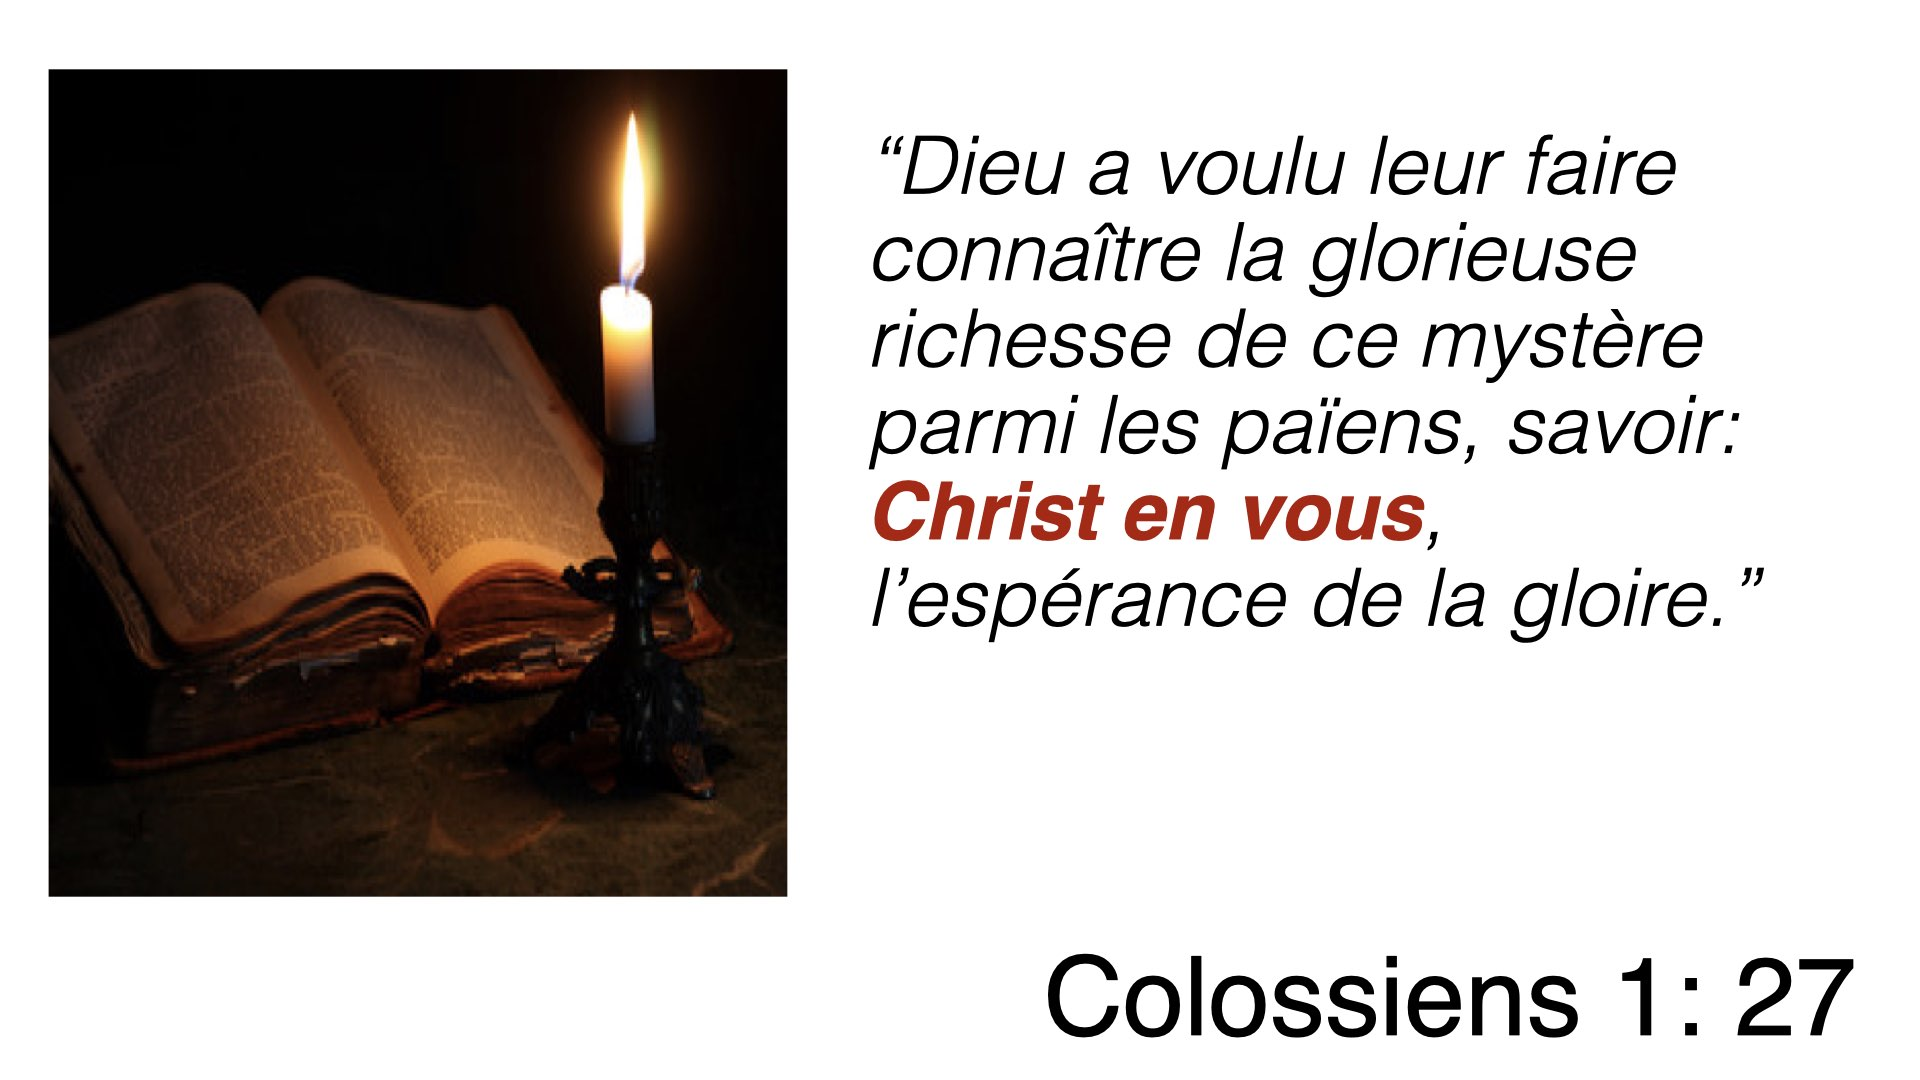 “Dieu a voulu leur faire
connaître la glorieuse
richesse de ce mystère
parmi les païens, savoir:
Christ en vous,
l’espérance de la gloire.”
Colossiens 1: 27